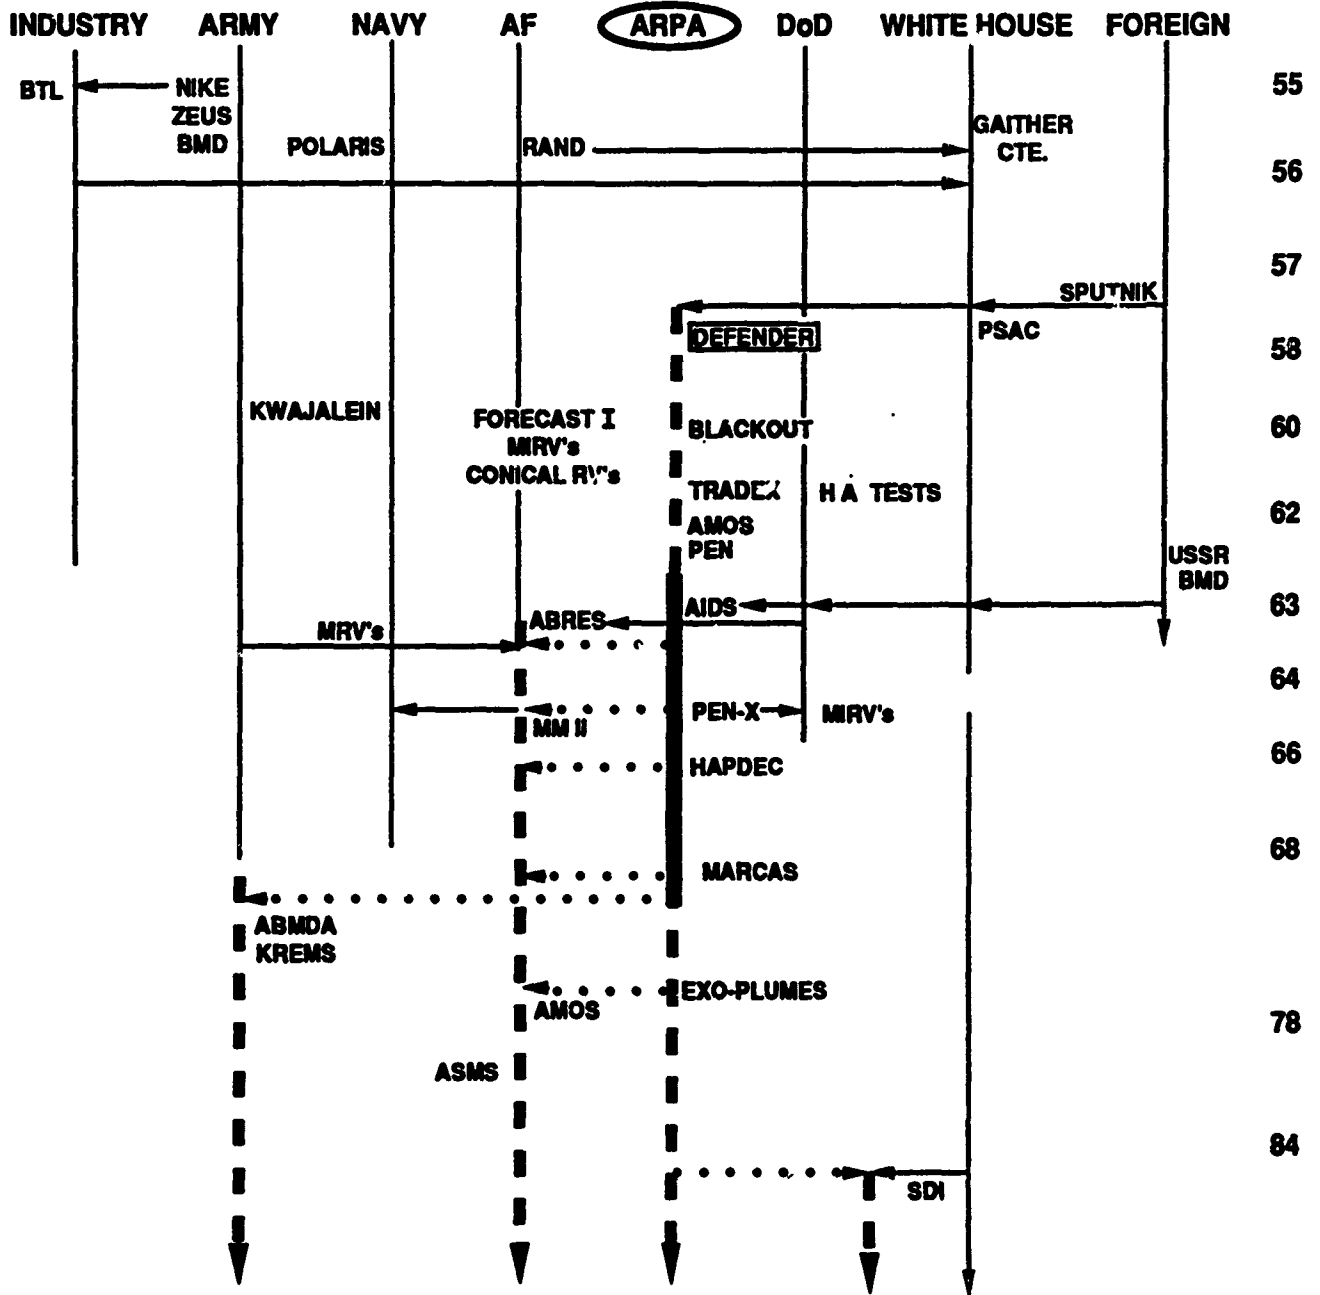 INDUSTRY ARMY NAVY AF ARPA DoD WHITE HOUSE FOREIGN
BTL NIKE 55
ZEUS
BMD POLARIS RAND GAITHER
CTE.
56
57
SPUTNIK
DEFENDER PSAC
58
KWAJALEIN FORECAST I
MIRV's
CONICAL RV's
BLACKOUT 60
TRADEX H A TESTS
62
AMOS
PEN
USSR
BMD
AIDS 63
ABRES
MRV's
64
PEN-X MIRV's
MM II
66
HAPDEC
68
MARCAS
ABMDA
KREMS
EXO-PLUMES
AMOS
78
ASMS
84
SDI